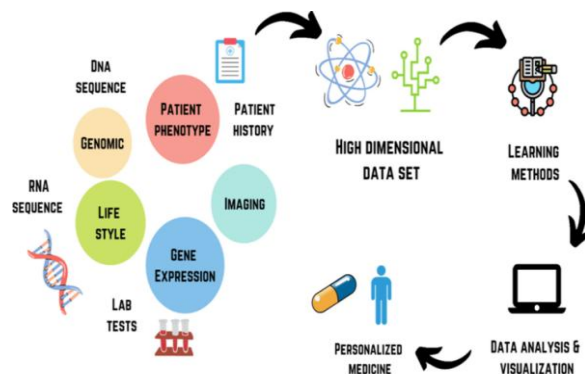 DNA
SEQUENCE
PATIENT
PHENOTYPE
PATIENT
HISTORY
GENOMIC
RNA
SEQUENCE
LIFE
STYLE
IMAGING
GENE
EXPRESSION
LAB
TESTS
HIGH DIMENSIONAL
DATA SET
LEARNING
METHODS
DATA ANALYSIS &
VISUALIZATION
PERSONALIZED
MEDICINE